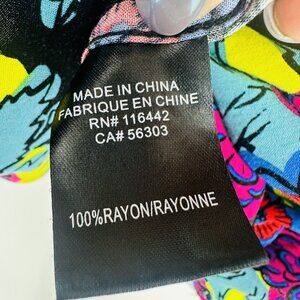 MADE IN CHINA
FABRIQUE EN CHINE
RN# 116442
CA# 56303
100%RAYON/RAYONNE